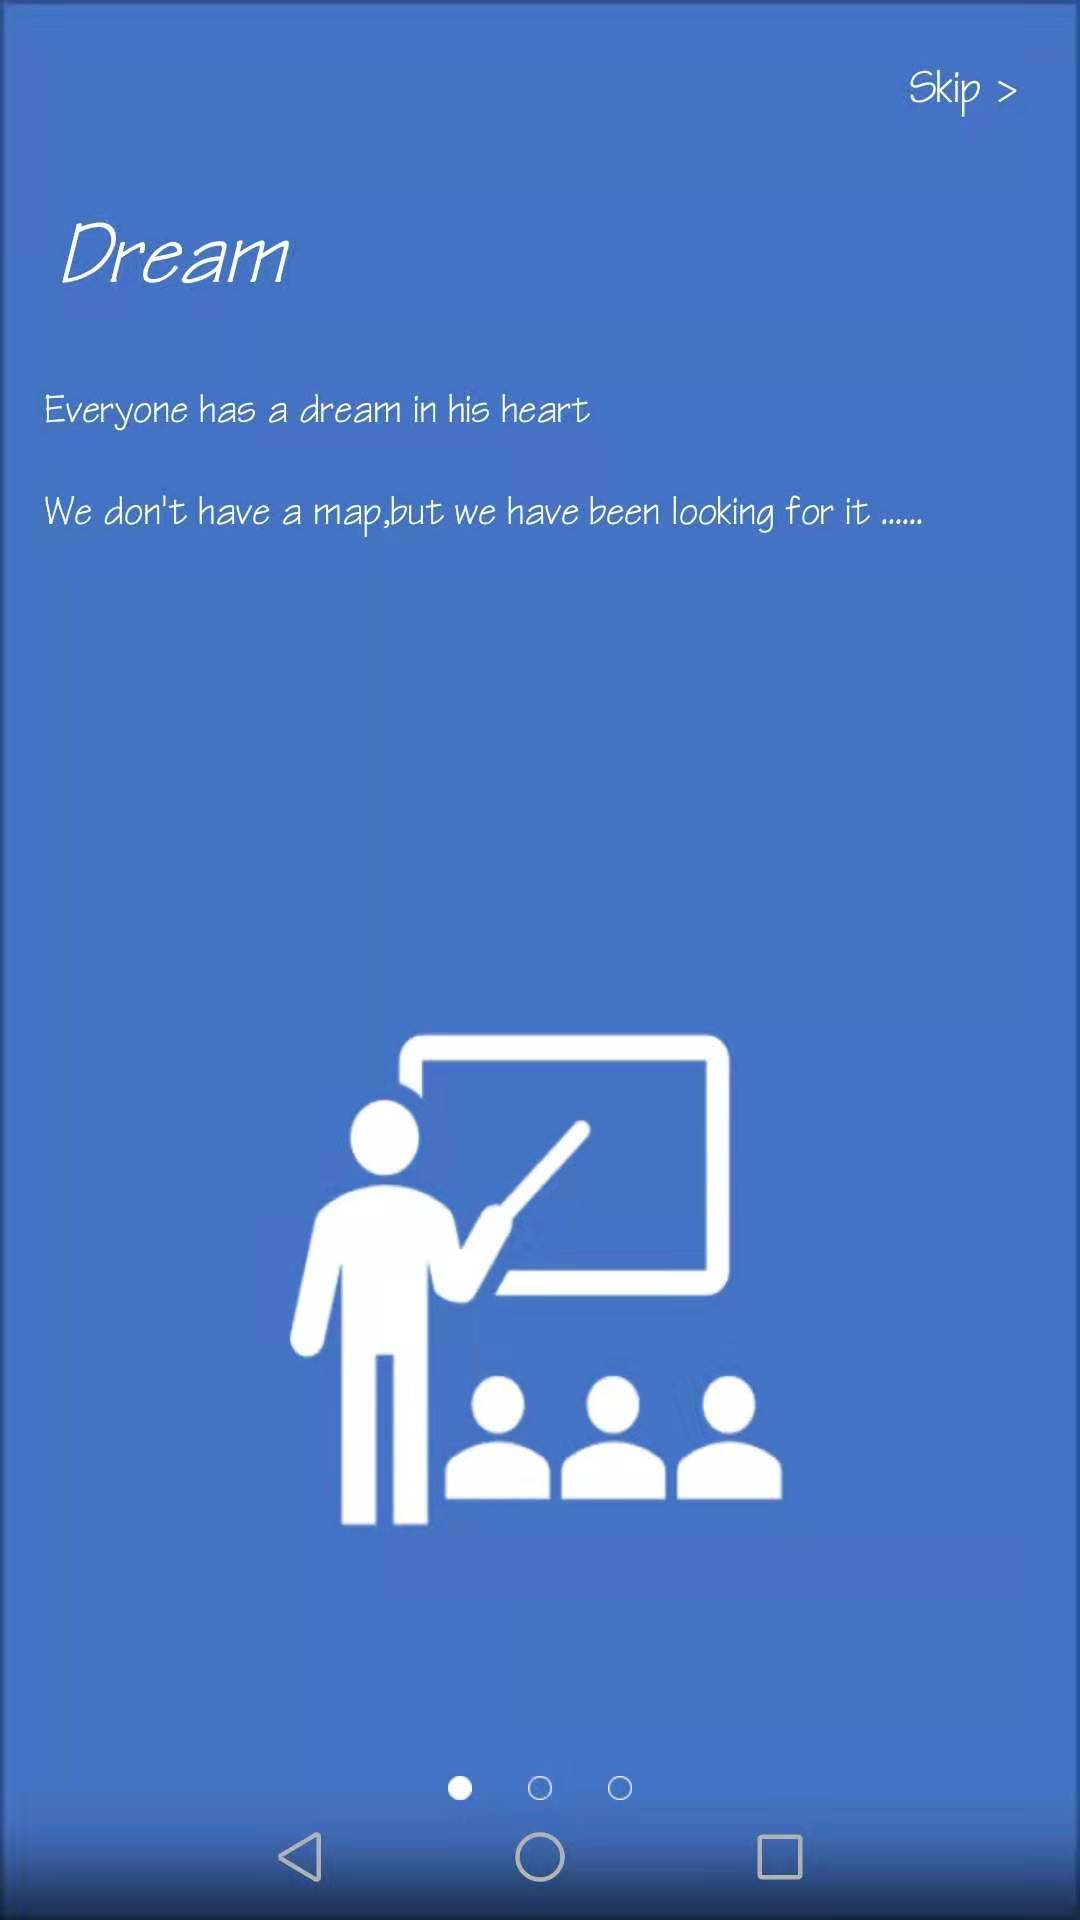 Skip >
Dream
Everyone has a dream in his heart
We don't have a map,but we have been looking for it ......